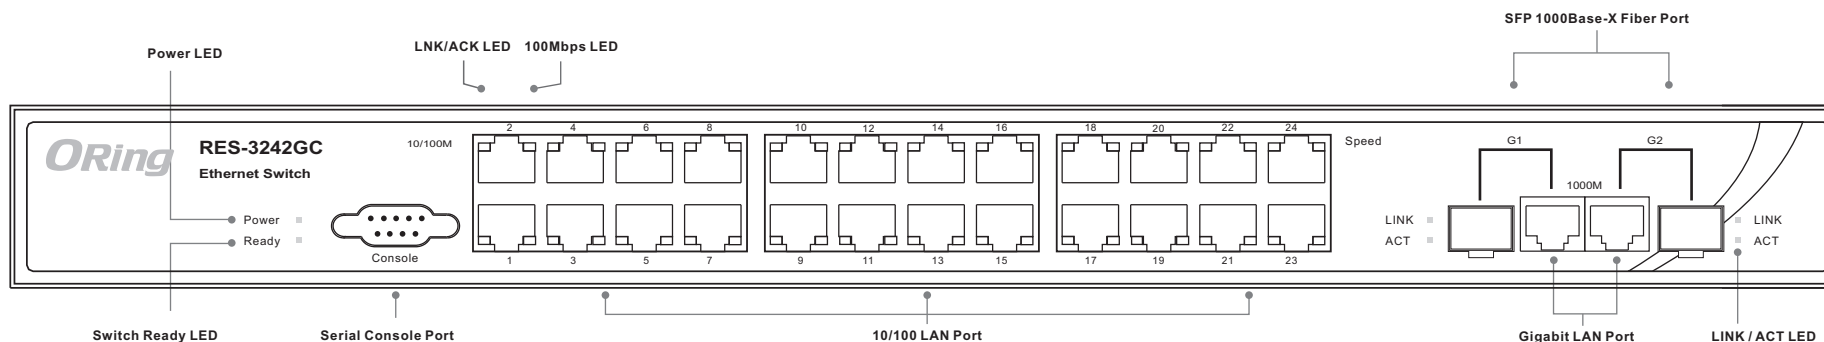 SFP 1000Base-X Fiber Port
Power LED
LNK/ACK LED 100Mbps LED
2 4 6 8 10 12 14 16 18 20 22 24
ORing
RES-3242GC
Ethernet Switch
10/100M
Speed
G1 G2
1000M
Power
Ready
Console
LINK
ACT
LINK
ACT
1 3 5 7 9 11 13 15 17 19 21 23
Switch Ready LED
Serial Console Port
10/100 LAN Port
Gigabit LAN Port
LINK / ACT LED